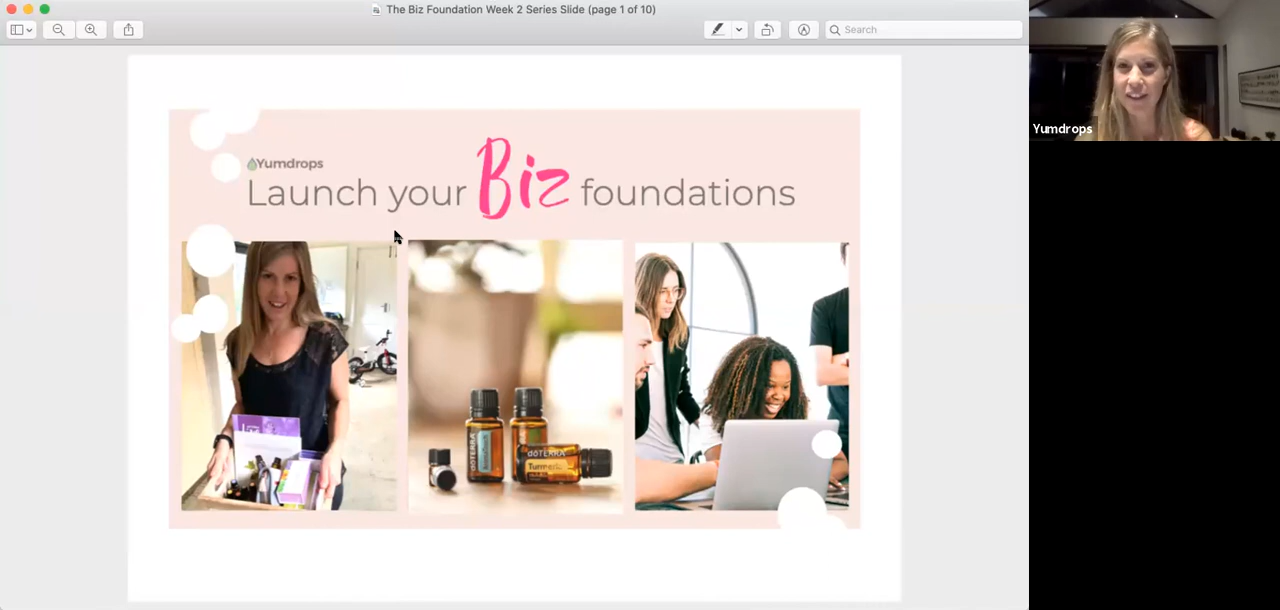 The Biz Foundation Week 2 Series Slide (page 1 of 10)
Search
Yumdrops
Yumdrops
Launch your Biz foundations
dōTERRA
dōTERRA
Turmeric